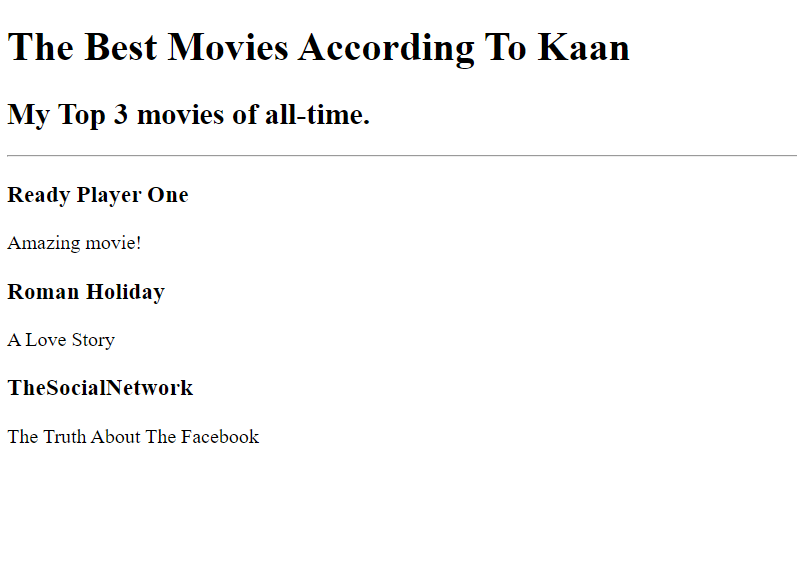 The Best Movies According To Kaan
My Top 3 movies of all-time.
Ready Player One
Amazing movie!
Roman Holiday
A Love Story
TheSocialNetwork
The Truth About The Facebook